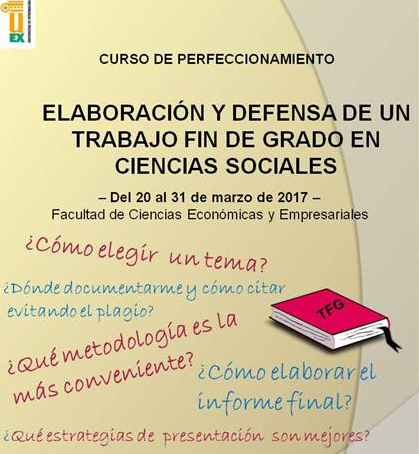 UEX
CURSO DE PERFECCIONAMIENTO
ELABORACIÓN Y DEFENSA DE UN
TRABAJO FIN DE GRADO EN
CIENCIAS SOCIALES
– Del 20 al 31 de marzo de 2017 –
Facultad de Ciencias Económicas y Empresariales
¿Cómo elegir un tema?
¿Dónde documentarme y cómo citar
evitando el plagio?
TFG
¿Qué metodología es la
más conveniente?
¿Cómo elaborar el
informe final?
¿Qué estrategias de presentación son mejores?